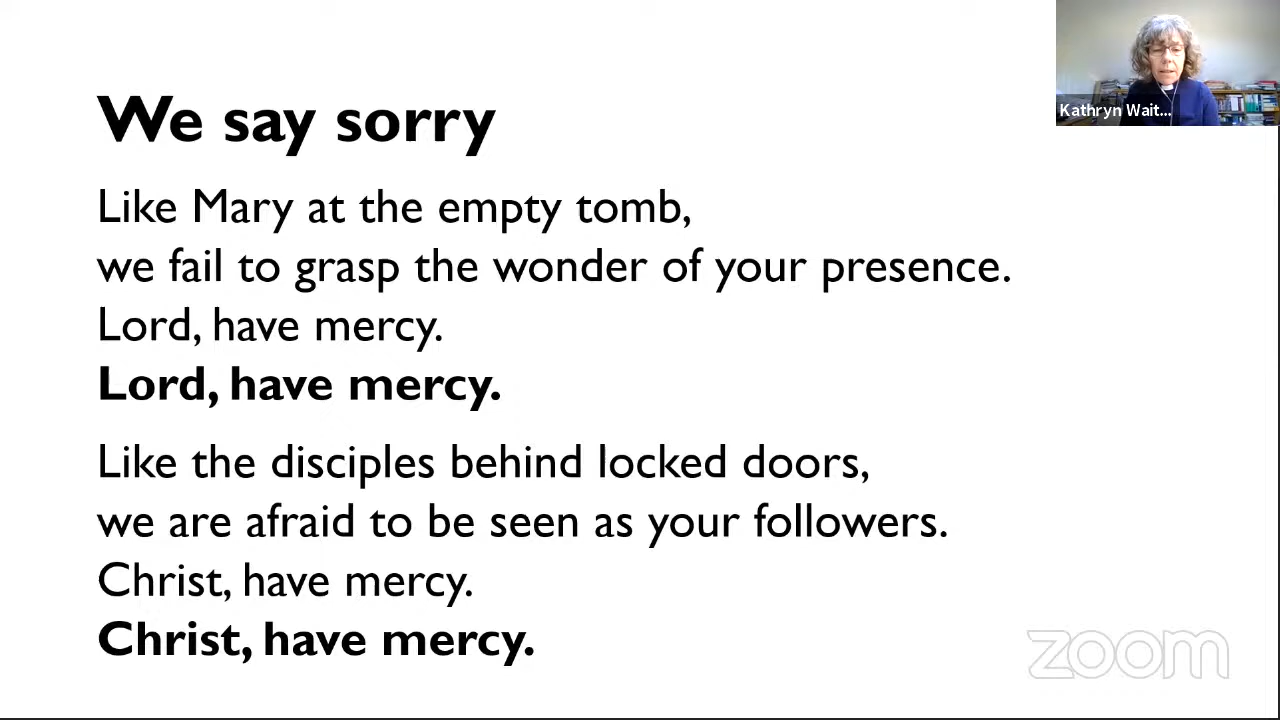 We say sorry
Like Mary at the empty tomb,
we fail to grasp the wonder of your presence.
Lord, have mercy.
Lord, have mercy.
Like the disciples behind locked doors,
we are afraid to be seen as your followers.
Christ, have mercy.
Christ, have mercy.
Kathryn Wait...
zoom